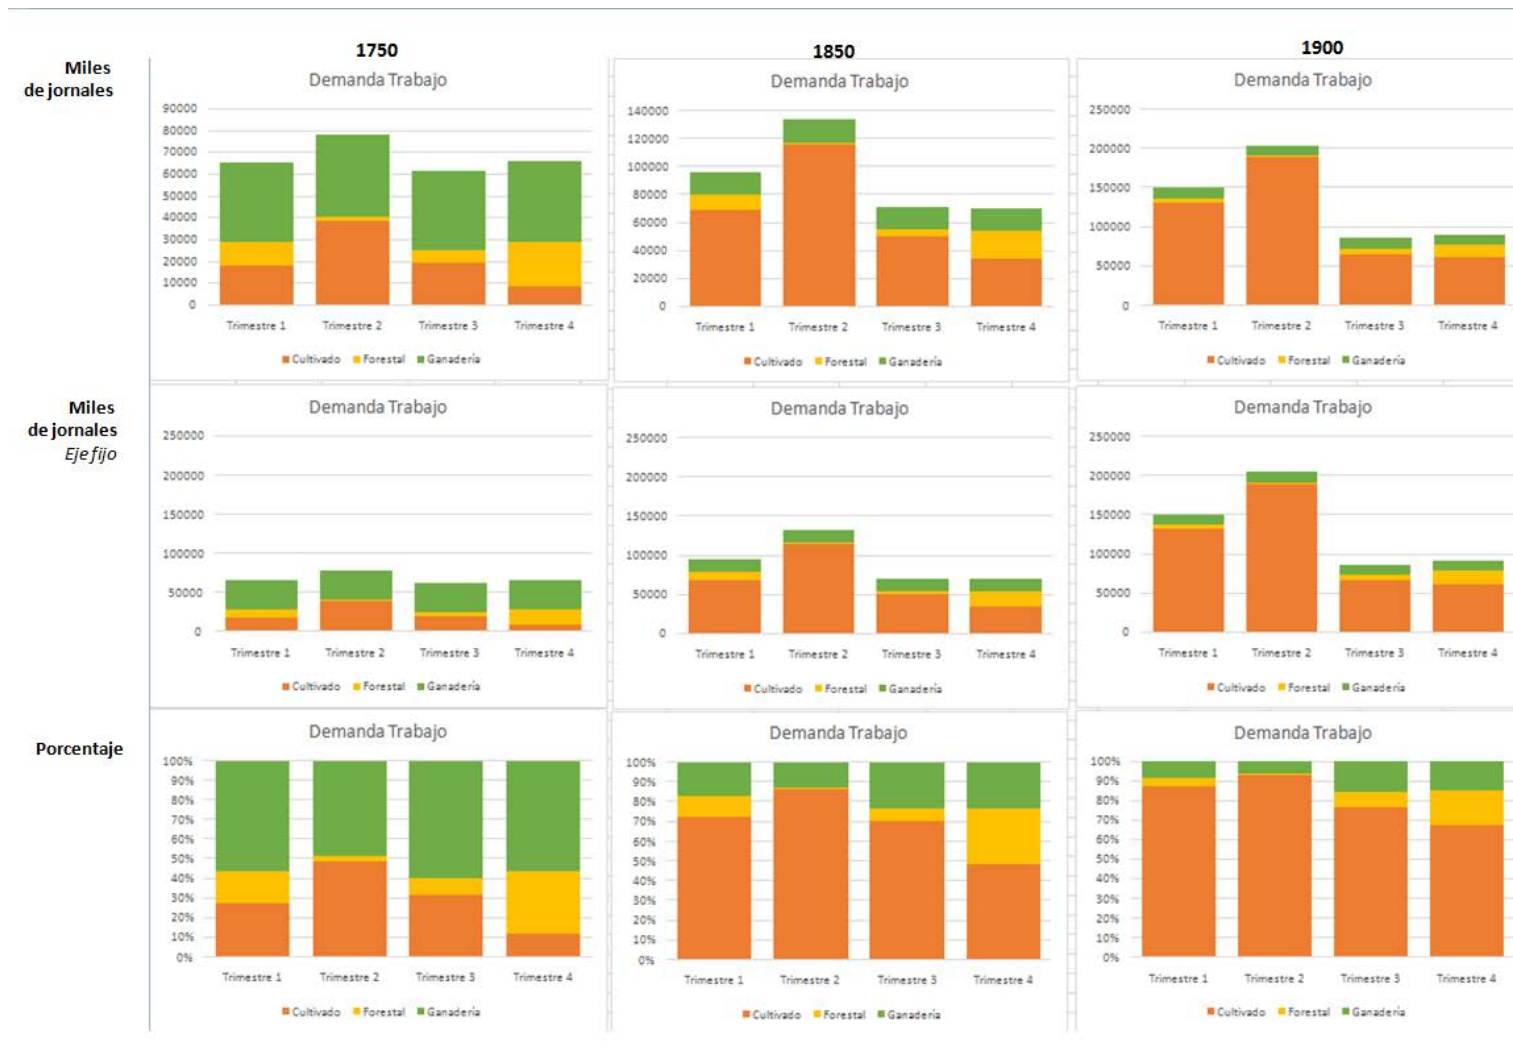 1750
1850
1900
Miles
de jornales
Demanda Trabajo
90000
80000
70000
60000
50000
40000
30000
20000
10000
0
Trimestre 1 Trimestre 2 Trimestre 3 Trimestre 4
Cultivado Forestal Ganadería
Demanda Trabajo
140000
120000
100000
80000
60000
40000
20000
0
Trimestre 1 Trimestre 2 Trimestre 3 Trimestre 4
Cultivado Forestal Ganadería
Demanda Trabajo
250000
200000
150000
100000
50000
0
Trimestre 1 Trimestre 2 Trimestre 3 Trimestre 4
Cultivado Forestal Ganadería
Miles
de jornales
Eje fijo
Demanda Trabajo
250000
200000
150000
100000
50000
0
Trimestre 1 Trimestre 2 Trimestre 3 Trimestre 4
Cultivado Forestal Ganadería
Demanda Trabajo
250000
200000
150000
100000
50000
0
Trimestre 1 Trimestre 2 Trimestre 3 Trimestre 4
Cultivado Forestal Ganadería
Demanda Trabajo
250000
200000
150000
100000
50000
0
Trimestre 1 Trimestre 2 Trimestre 3 Trimestre 4
Cultivado Forestal Ganadería
Porcentaje
Demanda Trabajo
100%
90%
80%
70%
60%
50%
40%
30%
20%
10%
0%
Trimestre 1 Trimestre 2 Trimestre 3 Trimestre 4
Cultivado Forestal Ganadería
Demanda Trabajo
100%
90%
80%
70%
60%
50%
40%
30%
20%
10%
0%
Trimestre 1 Trimestre 2 Trimestre 3 Trimestre 4
Cultivado Forestal Ganadería
Demanda Trabajo
100%
90%
80%
70%
60%
50%
40%
30%
20%
10%
0%
Trimestre 1 Trimestre 2 Trimestre 3 Trimestre 4
Cultivado Forestal Ganadería